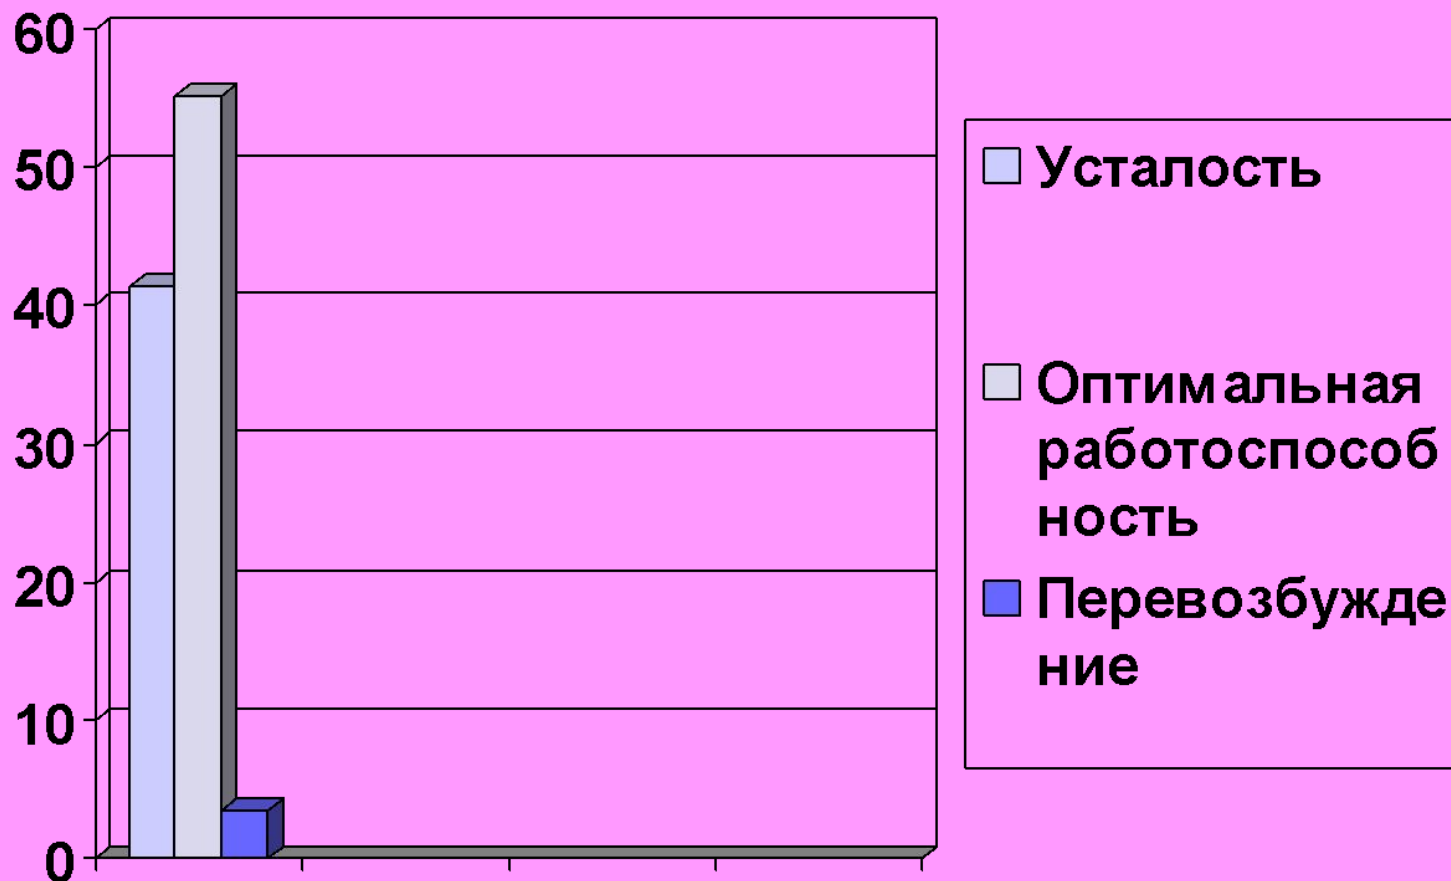 60
50
40
30
20
10
0
Усталость
Оптимальная
работоспособ
ность
Перевозбужде
ние